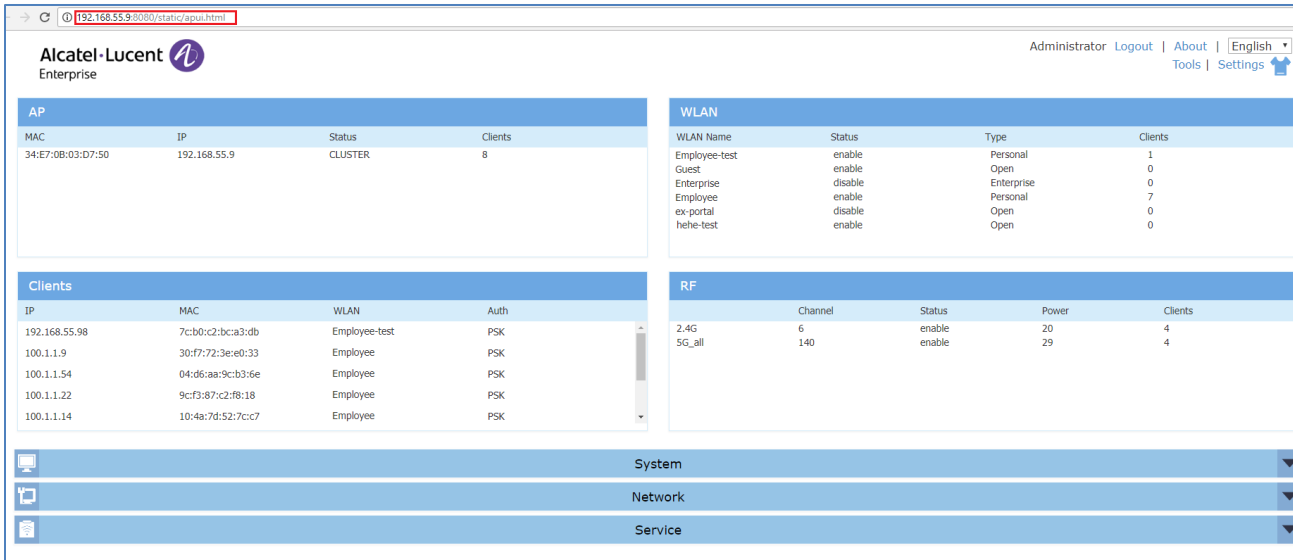 192.168.55.9:8080/static/apui.html
Alcatel·Lucent
Enterprise
Administrator Logout | About | English
Tools | Settings
AP
MAC IP Status Clients
34:E7:0B:03:D7:50 192.168.55.9 CLUSTER 8
WLAN
WLAN Name Status Type Clients
Employee-test enable Personal 1
Guest enable Open 0
Enterprise disable Enterprise 0
Employee enable Personal 7
ex-portal disable Open 0
hehe-test enable Open 0
Clients
IP MAC WLAN Auth
192.168.55.98 7c:b0:c2:bc:a3:db Employee-test PSK
100.1.1.9 30:f7:72:3e:e0:33 Employee PSK
100.1.1.54 04:d6:aa:9c:b3:6e Employee PSK
100.1.1.22 9c:f3:87:c2:f8:18 Employee PSK
100.1.1.14 10:4a:7d:52:7c:c7 Employee PSK
RF
Channel Status Power Clients
2.4G 6 enable 20 4
5G_all 140 enable 29 4
System
Network
Service